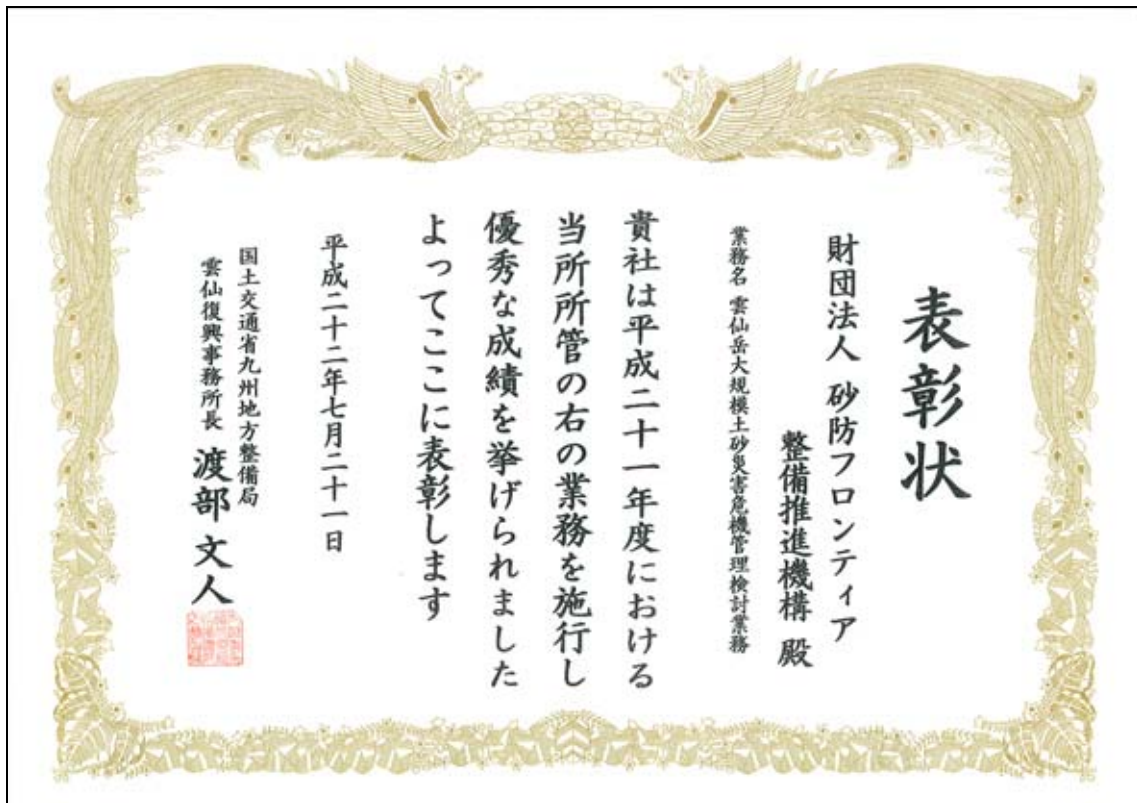 表彰状
財団法人 砂防フロンティア
整備推進機構 殿
業務名 雲仙岳大規模土砂災害危機管理検討業務
貴社は平成二十一年度における
当所所管の右の業務を施行し
優秀な成績を挙げられました
よってここに表彰します
平成二十二年七月二十一日
国土交通省九州地方整備局
雲仙復興事務所長 渡部 文人